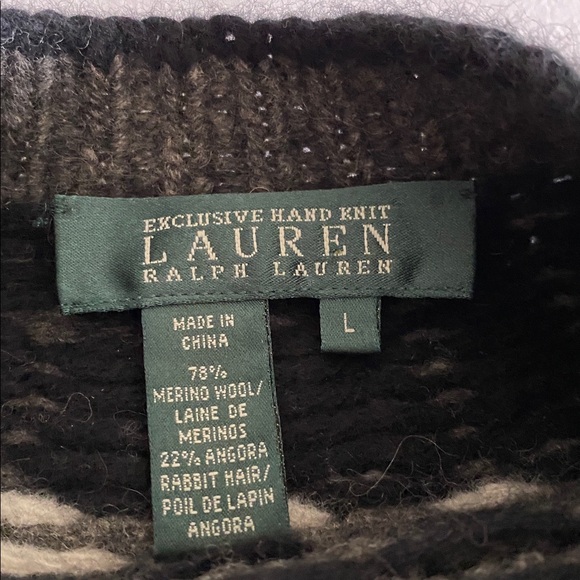 EXCLUSIVE HAND KNIT
LAUREN
RALPH LAUREN
L
MADE IN
CHINA
78%
MERINO WOOL/
LAINE DE
MERINOS
22% ANGORA
RABBIT HAIR/
POIL DE LAPIN
ANGORA